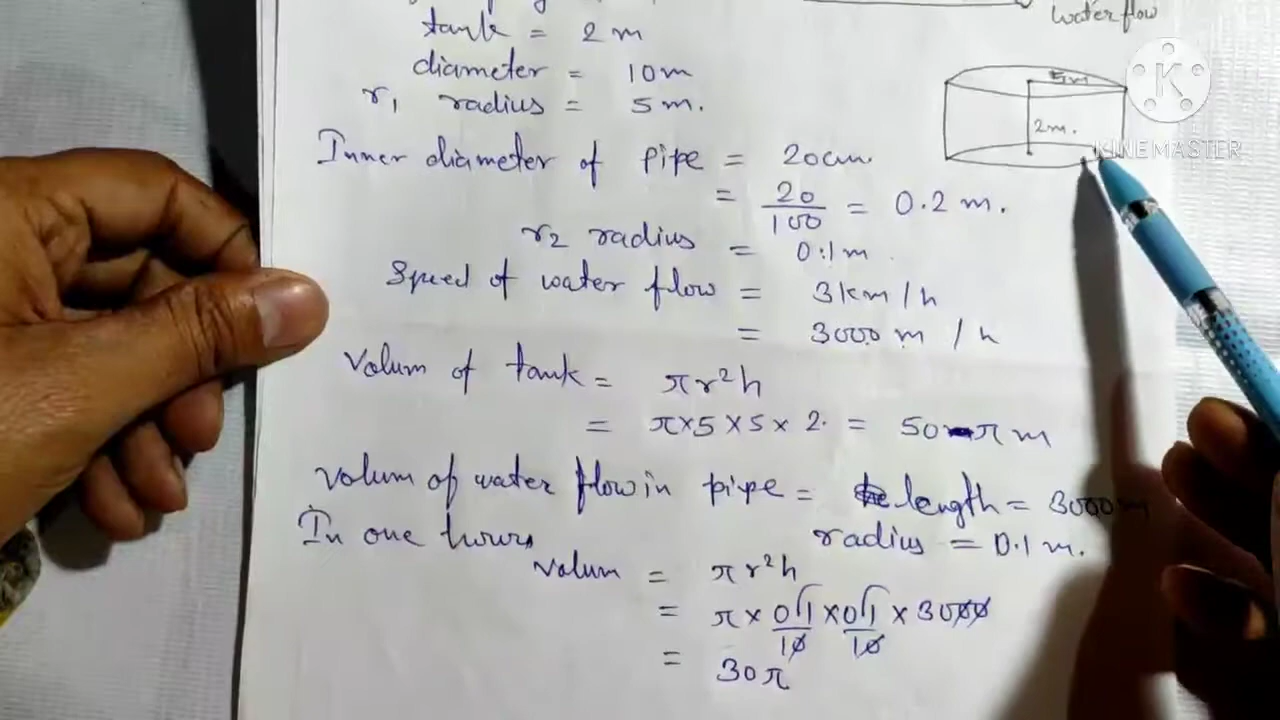 water flow
tank = 2 m
diameter = 10m
r₁ radius = 5 m.
5m
2m.
K
KINEMASTER
Inner diameter of pipe = 20cm
= 20/100 = 0.2 m.
r₂ radius = 0.1m
Speed of water flow = 3km/h
= 3000 m / h
Volum of tank = πr²h
= π×5×5×2. = 50 π m
Volum of water flow in pipe = length = 3000m
In one hours radius = 0.1 m.
volum = πr²h
= π × 0.1/10 × 0.1/10 × 3000
= 30π